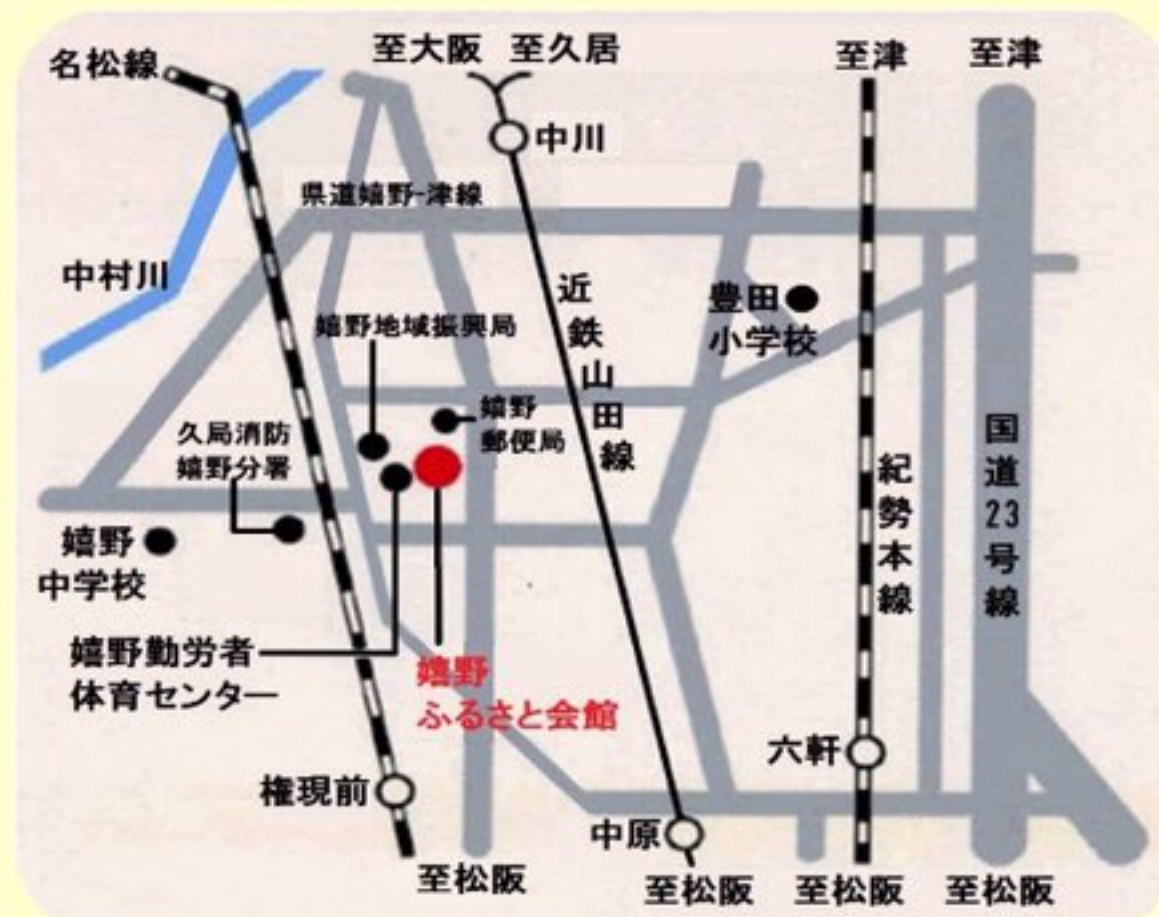 名松線
至大阪 至久居
至津
至津
中川
県道嬉野-津線
中村川
近鉄山田線
豊田
小学校
嬉野地域振興局
嬉野
郵便局
久局消防
嬉野分署
国道23号線
紀勢本線
嬉野
中学校
嬉野勤労者
体育センター
嬉野
ふるさと会館
六軒
権現前
中原
至松阪
至松阪
至松阪
至松阪